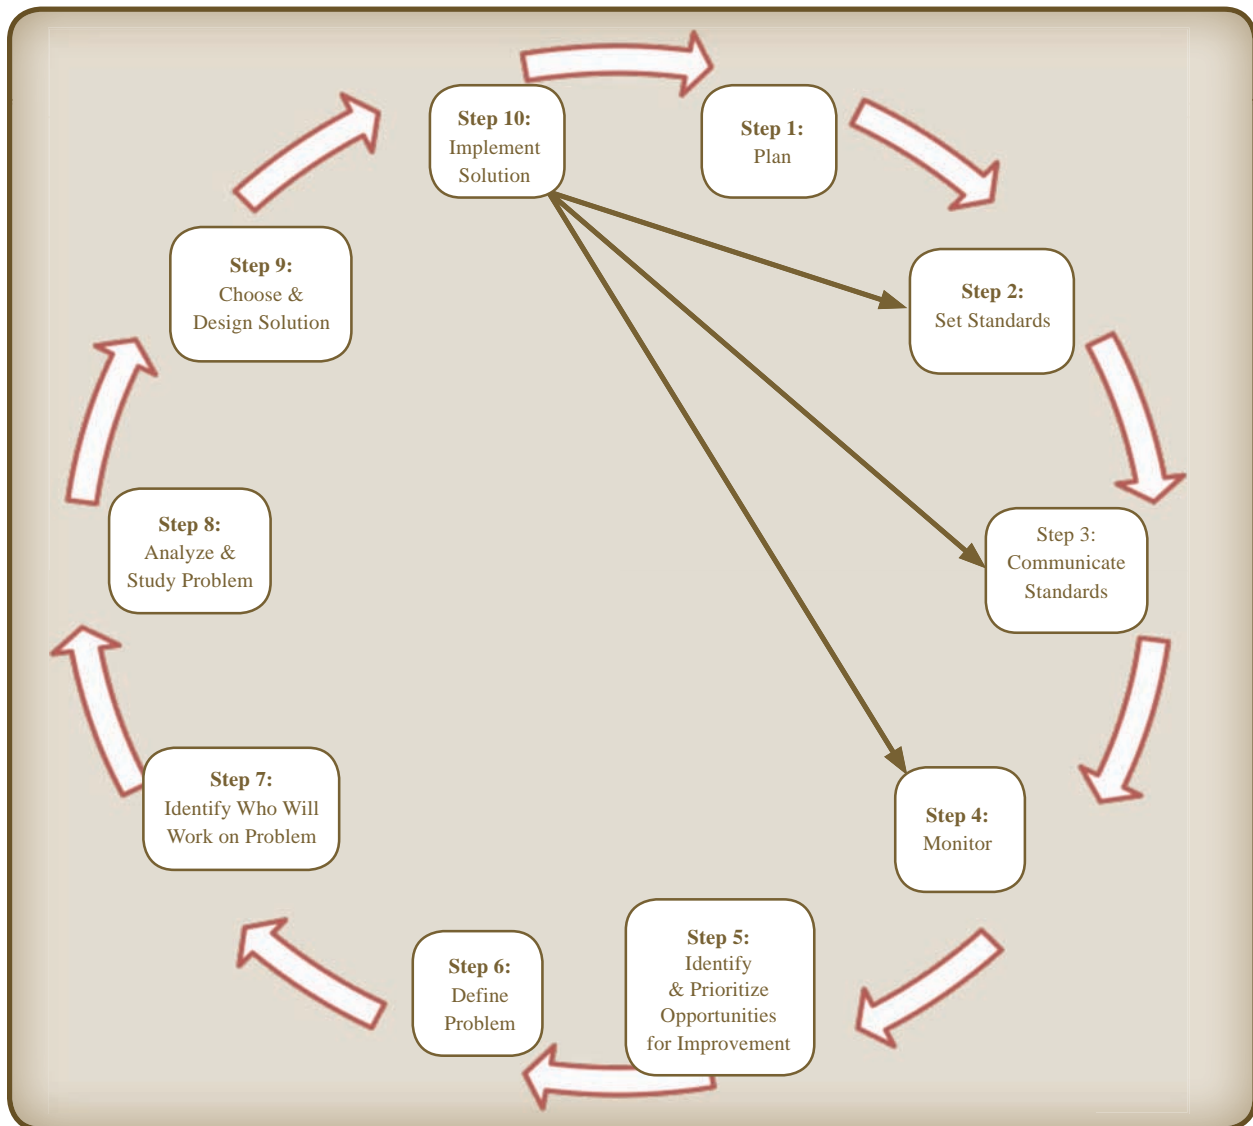 Step 10:
Implement
Solution
Step 1:
Plan
Step 9:
Choose &
Design Solution
Step 2:
Set Standards
Step 8:
Analyze &
Study Problem
Step 3:
Communicate
Standards
Step 7:
Identify Who Will
Work on Problem
Step 4:
Monitor
Step 6:
Define
Problem
Step 5:
Identify
& Prioritize
Opportunities
for Improvement